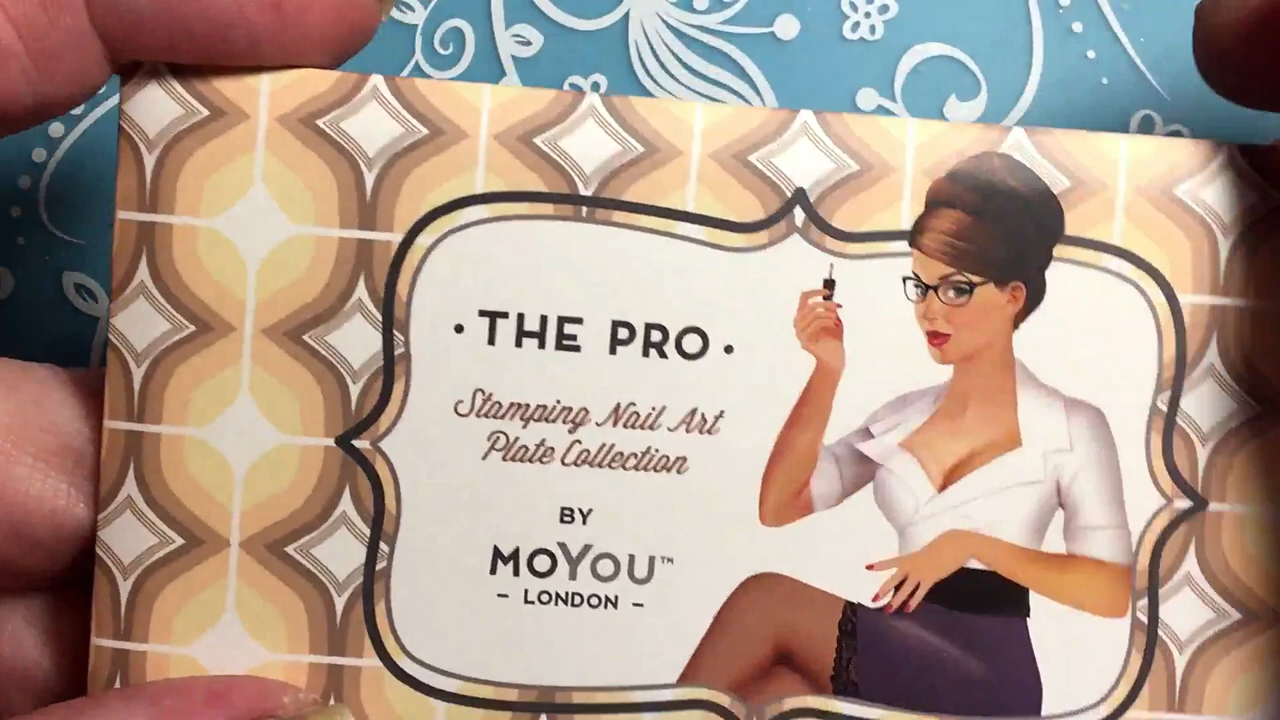 • THE PRO •
Stamping Nail Art
Plate Collection
BY
MOYOU™
– LONDON –